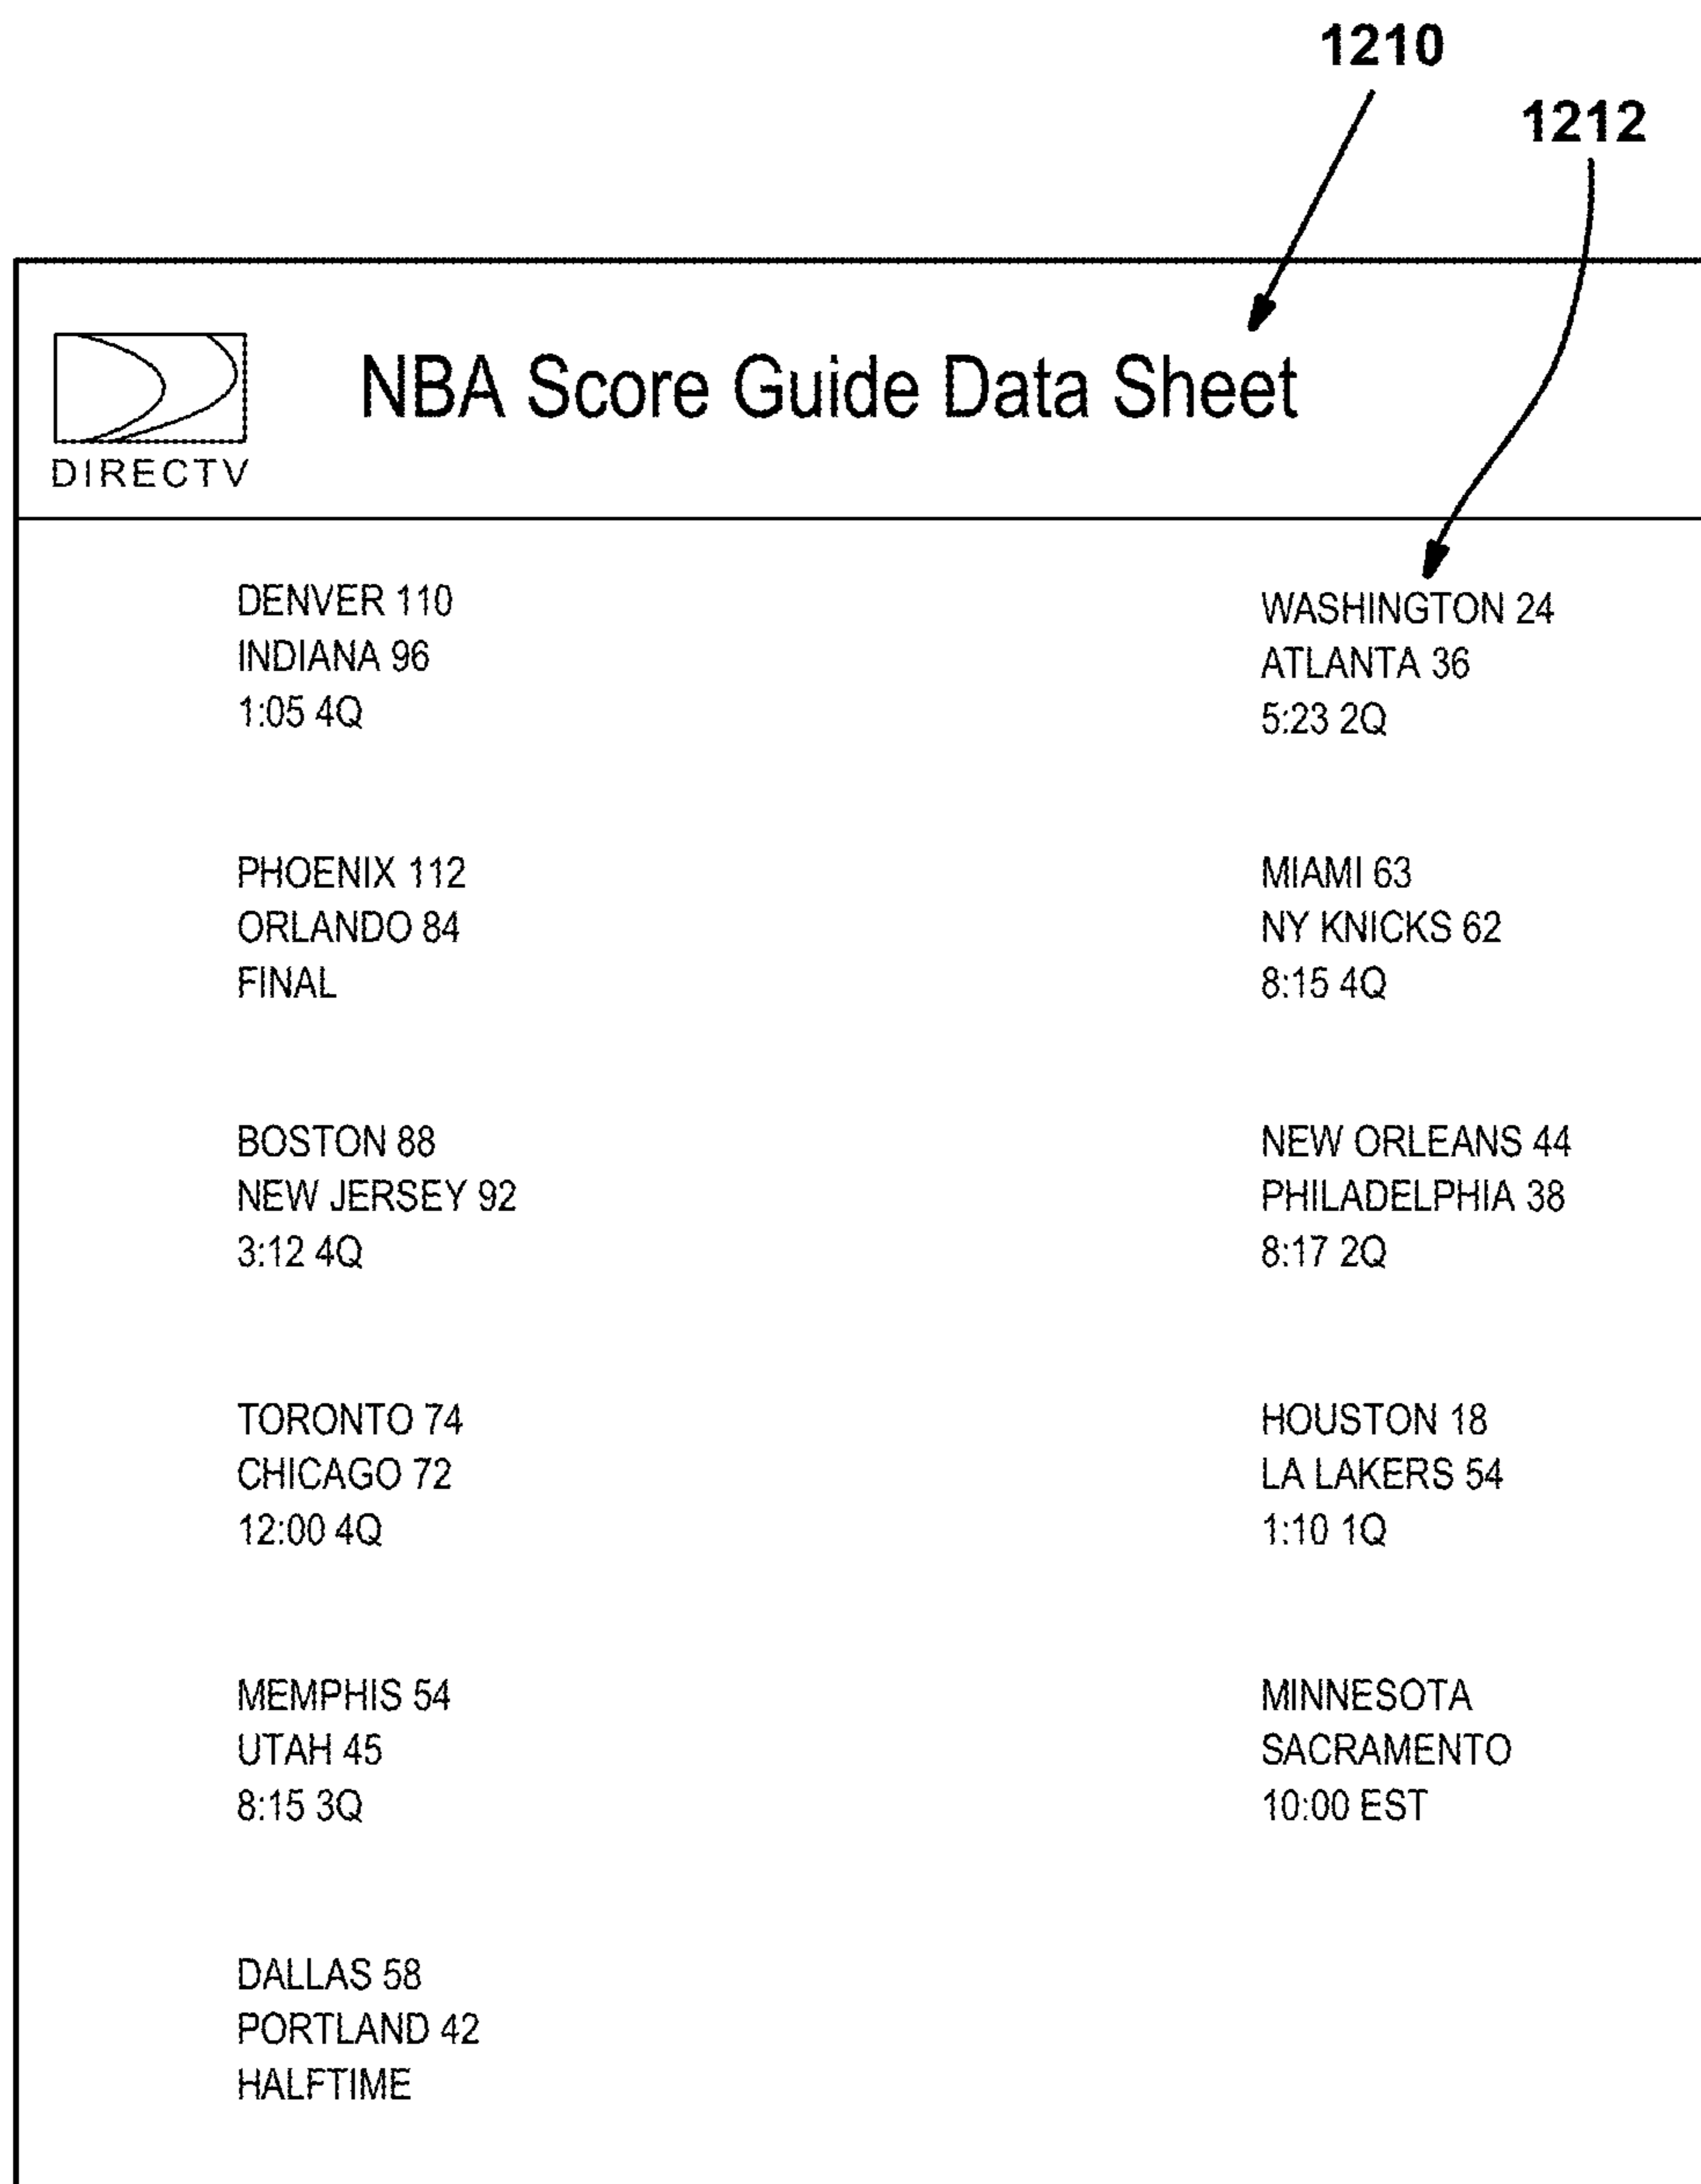 1210
1212
NBA Score Guide Data Sheet
DIRECTV
DENVER 110
INDIANA 96
1:05 4Q
WASHINGTON 24
ATLANTA 36
5:23 2Q
PHOENIX 112
ORLANDO 84
FINAL
MIAMI 63
NY KNICKS 62
8:15 4Q
BOSTON 88
NEW JERSEY 92
3:12 4Q
NEW ORLEANS 44
PHILADELPHIA 38
8:17 2Q
TORONTO 74
CHICAGO 72
12:00 4Q
HOUSTON 18
LA LAKERS 54
1:10 1Q
MEMPHIS 54
UTAH 45
8:15 3Q
MINNESOTA
SACRAMENTO
10:00 EST
DALLAS 58
PORTLAND 42
HALFTIME